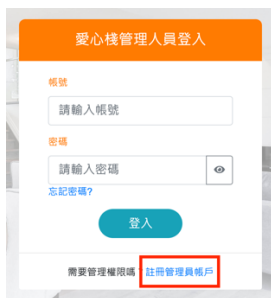 愛心棧管理人員登入
帳號
請輸入帳號
密碼
請輸入密碼
忘記密碼?
登入
需要管理權限嗎 註冊管理員帳戶